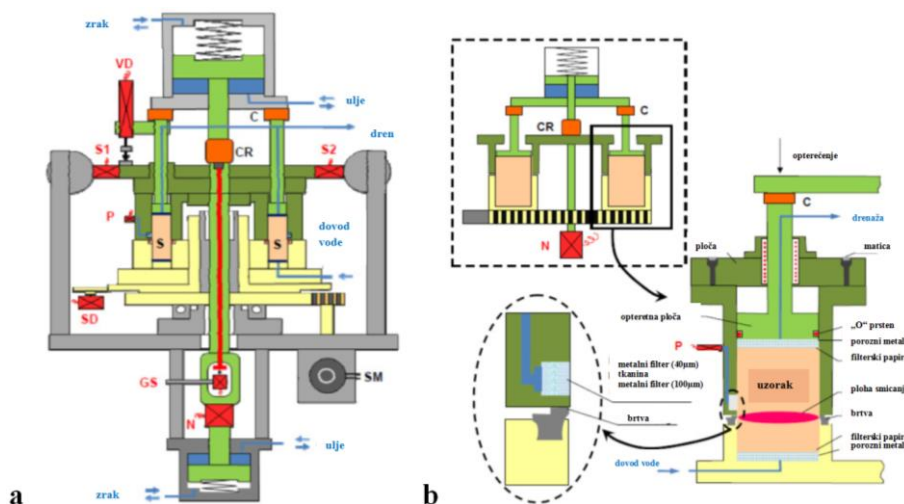 zrak
VD
ulje
C
dren
CR
S1
S2
P
S
S
dovod
vode
SD
GS
SM
N
ulje
zrak
a
C
CR
N
opterećenje
C
drenaža
ploča
matica
opteretna ploča
„O“ prsten
P
porozni metal
filterski papir
metalni filter (40μm)
tkanina
metalni filter (100μm)
uzorak
ploha smicanj
brtva
brtva
filterski papir
porozni metal
dovod vode
b